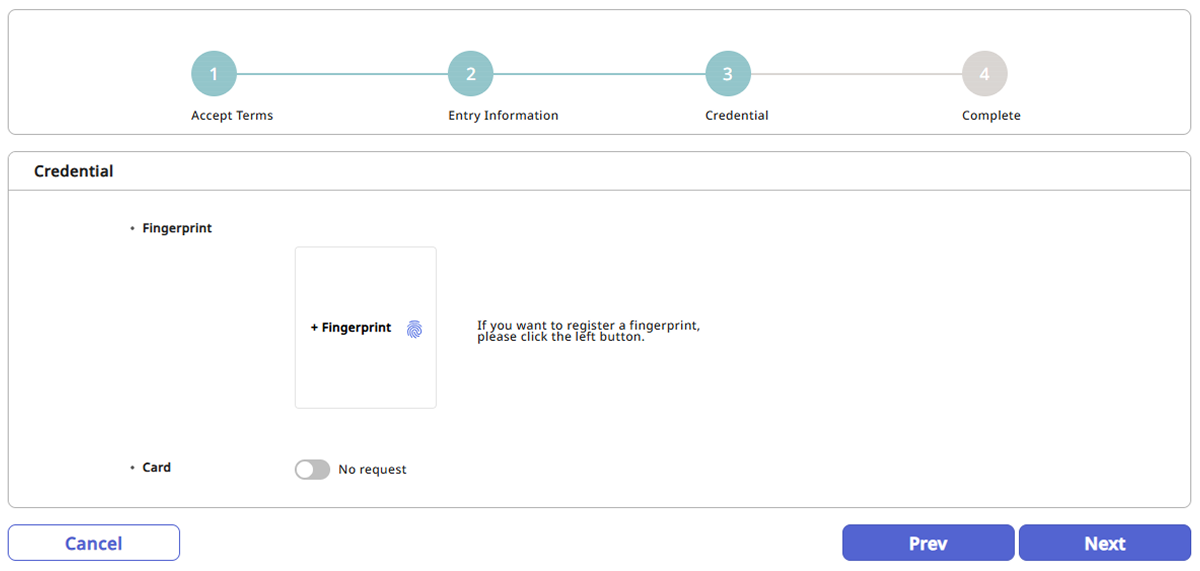 1
2
3
4
Accept Terms
Entry Information
Credential
Complete
Credential
• Fingerprint
+ Fingerprint
If you want to register a fingerprint,
please click the left button.
• Card
No request
Cancel
Prev
Next